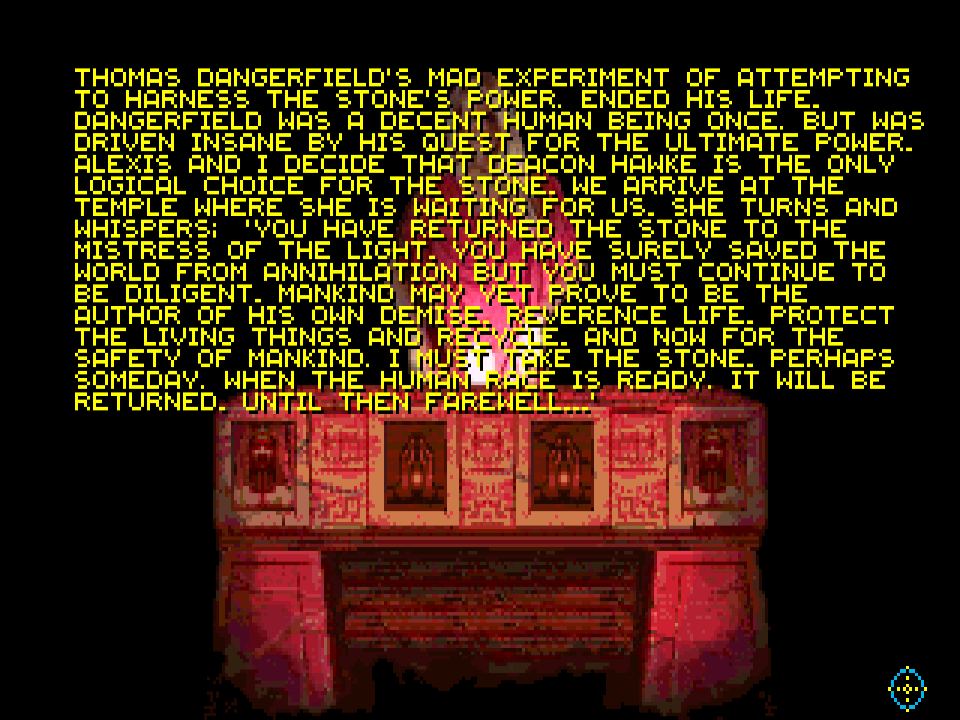 THOMAS DANGERFIELD'S MAD EXPERIMENT OF ATTEMPTING
TO HARNESS THE STONE'S POWER, ENDED HIS LIFE.
DANGERFIELD WAS A DECENT HUMAN BEING ONCE, BUT WAS
DRIVEN INSANE BY HIS QUEST FOR THE ULTIMATE POWER.
ALEXIS AND I DECIDE THAT DEACON HAWKE IS THE ONLY
LOGICAL CHOICE FOR THE STONE. WE ARRIVE AT THE
TEMPLE WHERE SHE IS WAITING FOR US. SHE TURNS AND
WHISPERS; 'YOU HAVE RETURNED THE STONE TO THE
MISTRESS OF THE LIGHT. YOU HAVE SURELY SAVED THE
WORLD FROM ANNIHILATION BUT YOU MUST CONTINUE TO
BE DILIGENT. MANKIND MAY YET PROVE TO BE THE
AUTHOR OF HIS OWN DEMISE. REVERENCE LIFE. PROTECT
THE LIVING THINGS AND RECYCLE. AND NOW FOR THE
SAFETY OF MANKIND, I MUST TAKE THE STONE. PERHAPS
SOMEDAY, WHEN THE HUMAN RACE IS READY, IT WILL BE
RETURNED. UNTIL THEN FAREWELL...'